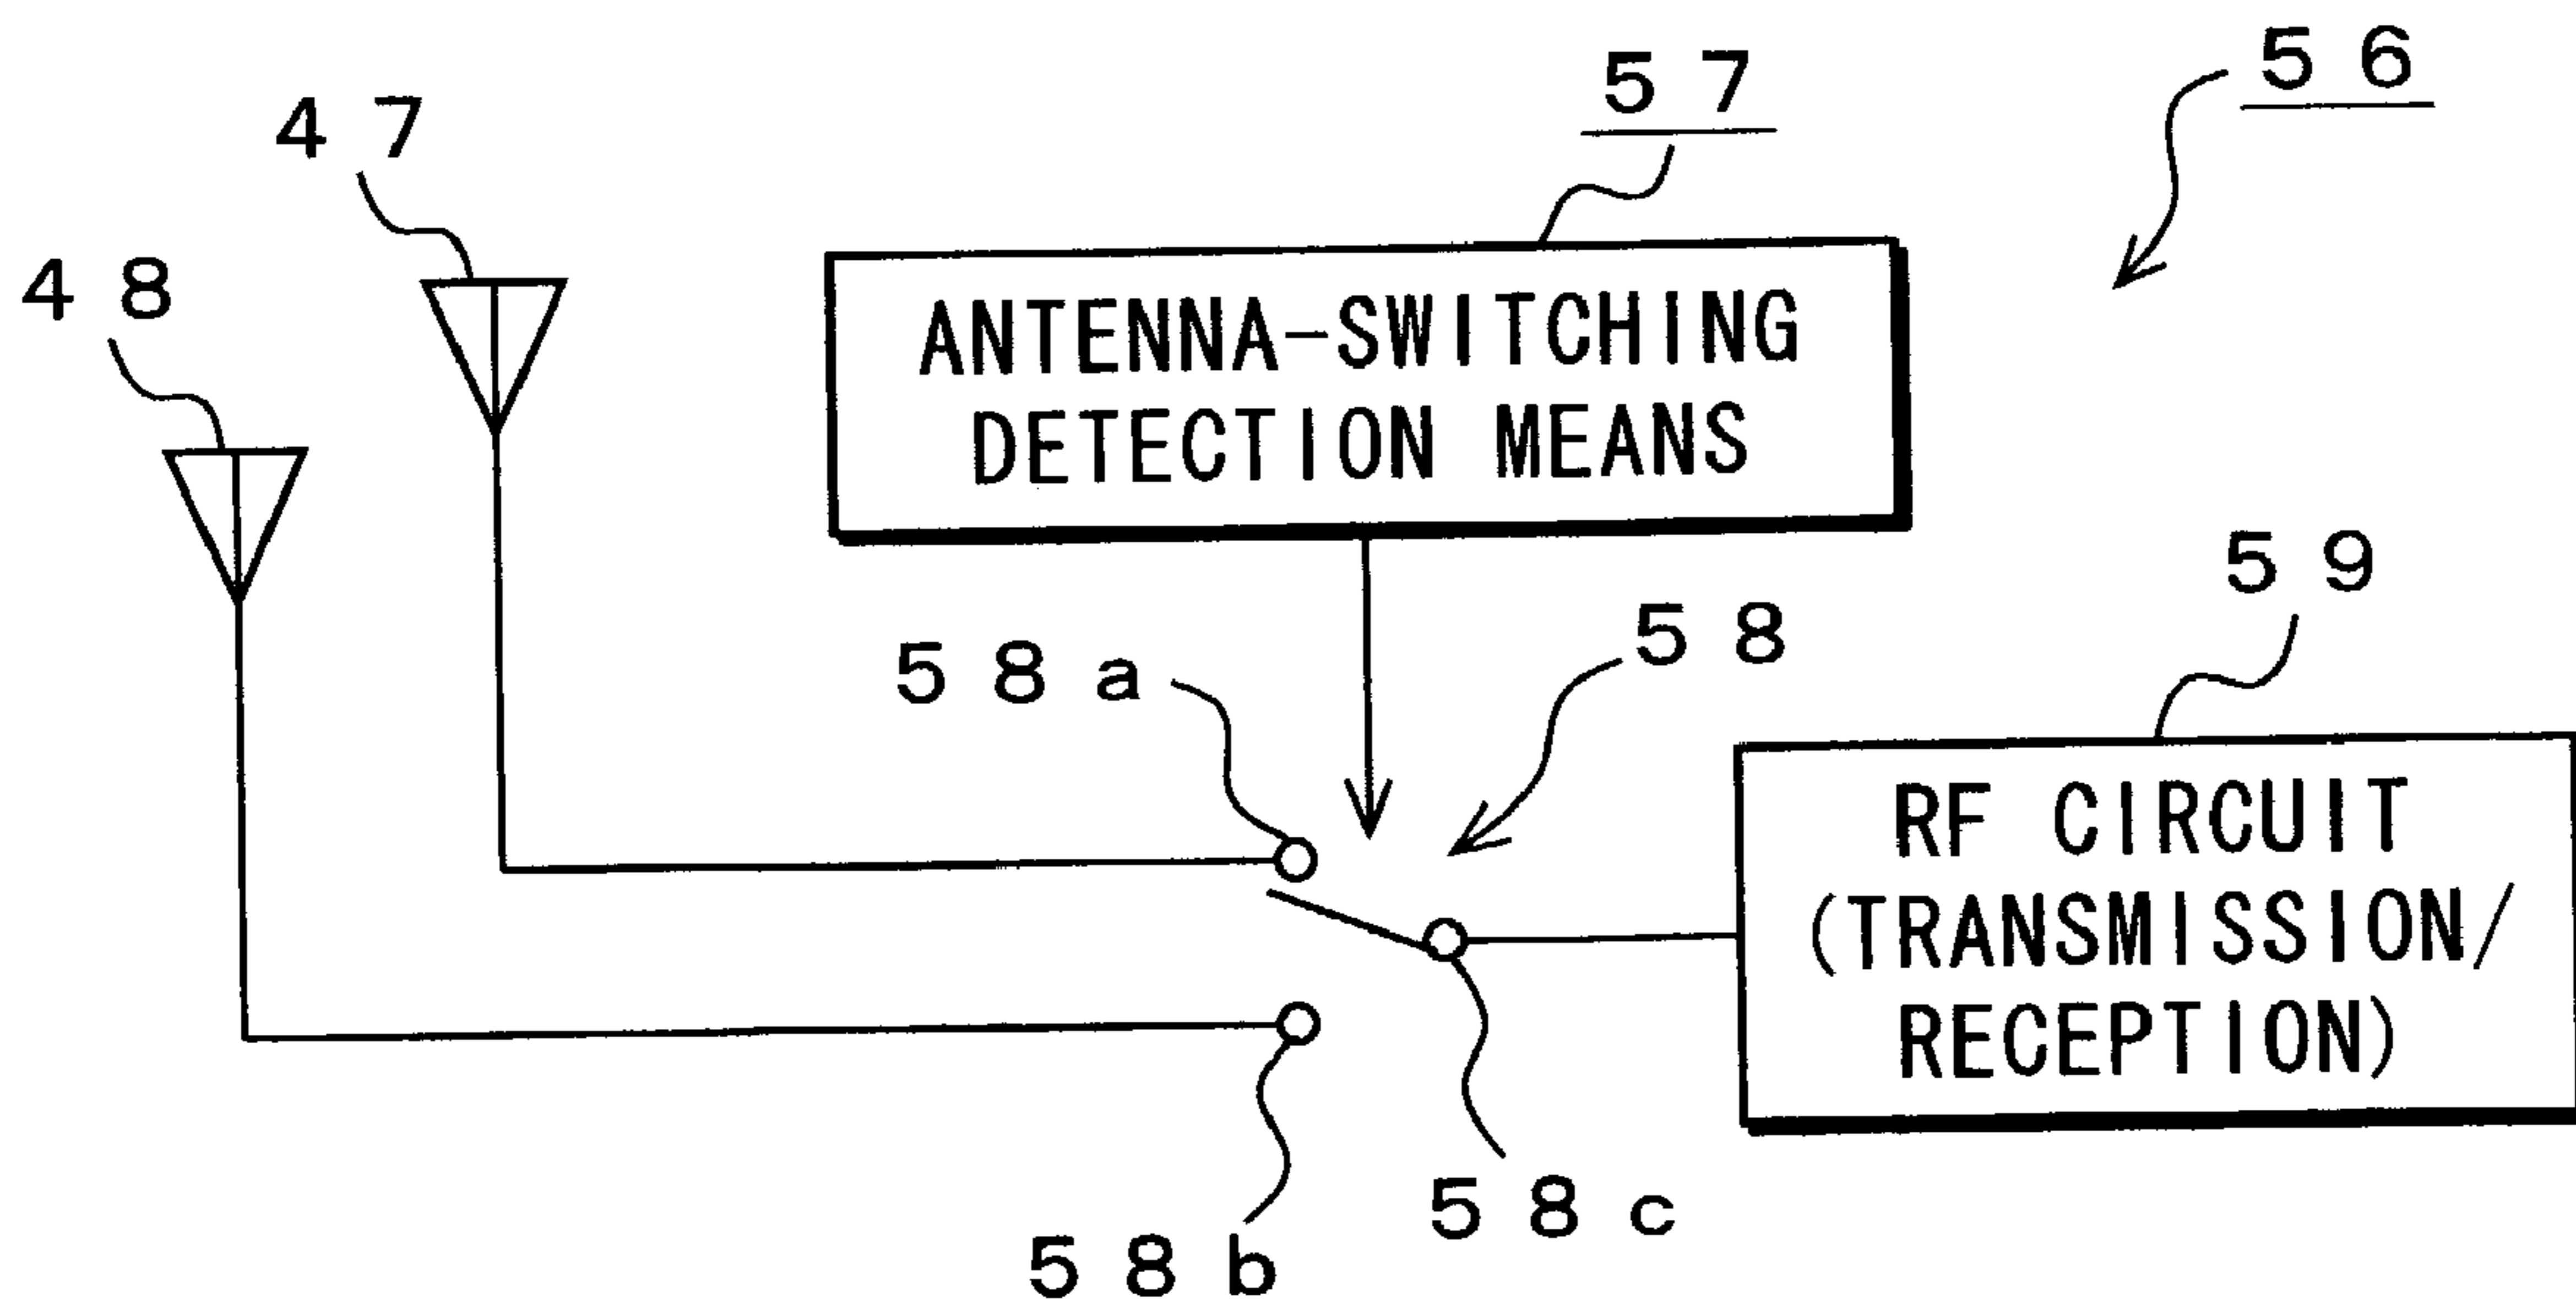 56
57
47
48
ANTENNA-SWITCHING
DETECTION MEANS
59
58
58a
RF CIRCUIT
(TRANSMISSION/
RECEPTION)
58c
58b